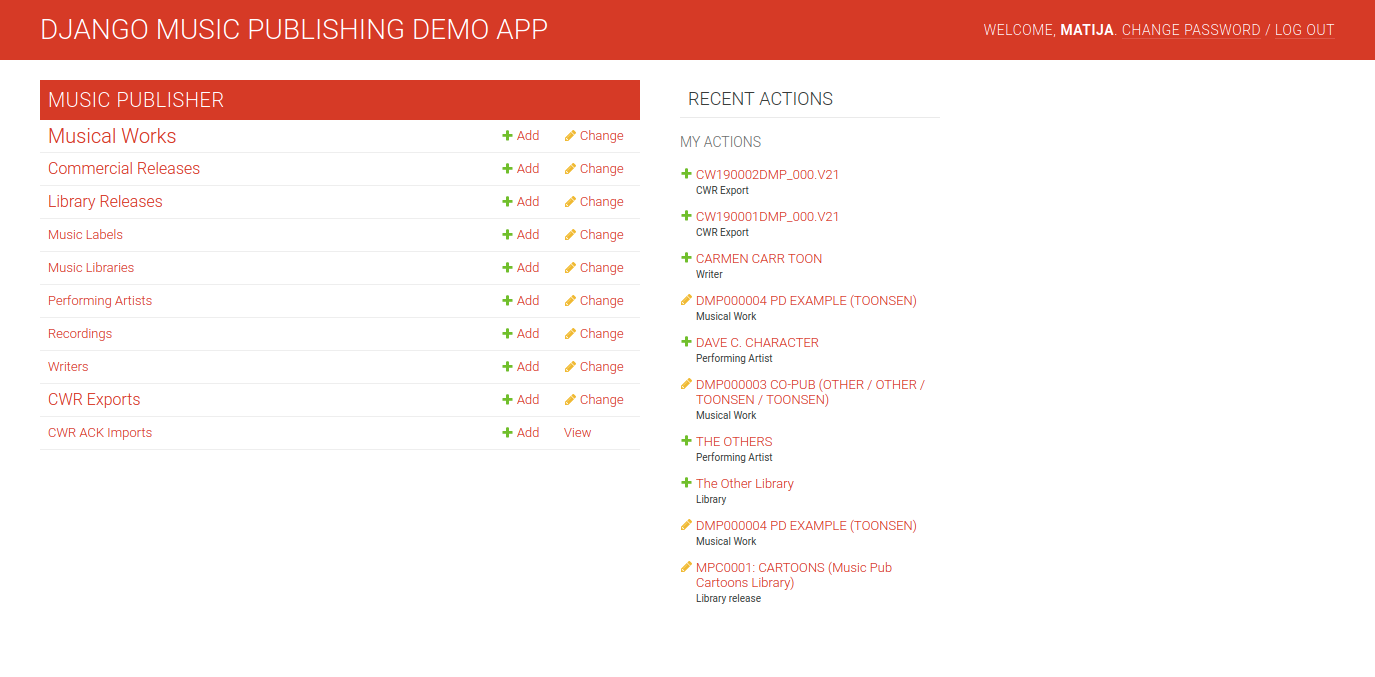 DJANGO MUSIC PUBLISHING DEMO APP
WELCOME, MATIJA. CHANGE PASSWORD / LOG OUT
MUSIC PUBLISHER
Musical Works Add Change
Commercial Releases Add Change
Library Releases Add Change
Music Labels Add Change
Music Libraries Add Change
Performing Artists Add Change
Recordings Add Change
Writers Add Change
CWR Exports Add Change
CWR ACK Imports Add View
RECENT ACTIONS
MY ACTIONS
CW190002DMP_000.V21
CWR Export
CW190001DMP_000.V21
CWR Export
CARMEN CARR TOON
Writer
DMP000004 PD EXAMPLE (TOONSEN)
Musical Work
DAVE C. CHARACTER
Performing Artist
DMP000003 CO-PUB (OTHER / OTHER /
TOONSEN / TOONSEN)
Musical Work
THE OTHERS
Performing Artist
The Other Library
Library
DMP000004 PD EXAMPLE (TOONSEN)
Musical Work
MPC0001: CARTOONS (Music Pub
Cartoons Library)
Library release